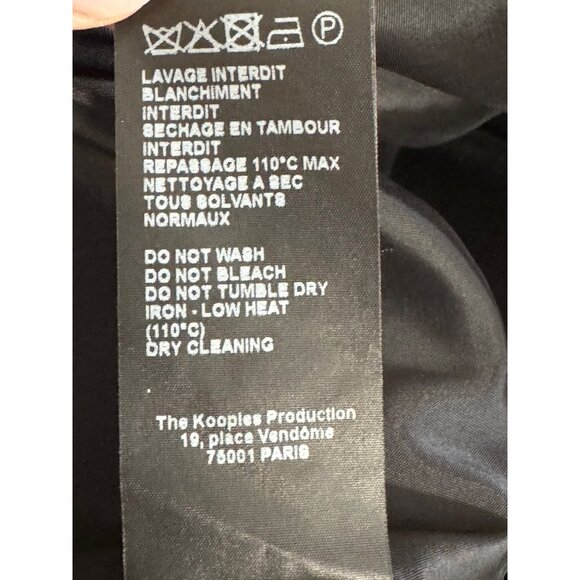 P
LAVAGE INTERDIT
BLANCHIMENT
INTERDIT
SECHAGE EN TAMBOUR
INTERDIT
REPASSAGE 110°C MAX
NETTOYAGE A SEC
TOUS SOLVANTS
NORMAUX
DO NOT WASH
DO NOT BLEACH
DO NOT TUMBLE DRY
IRON - LOW HEAT
(110°C)
DRY CLEANING
The Kooples Production
19, place Vendôme
75001 PARIS